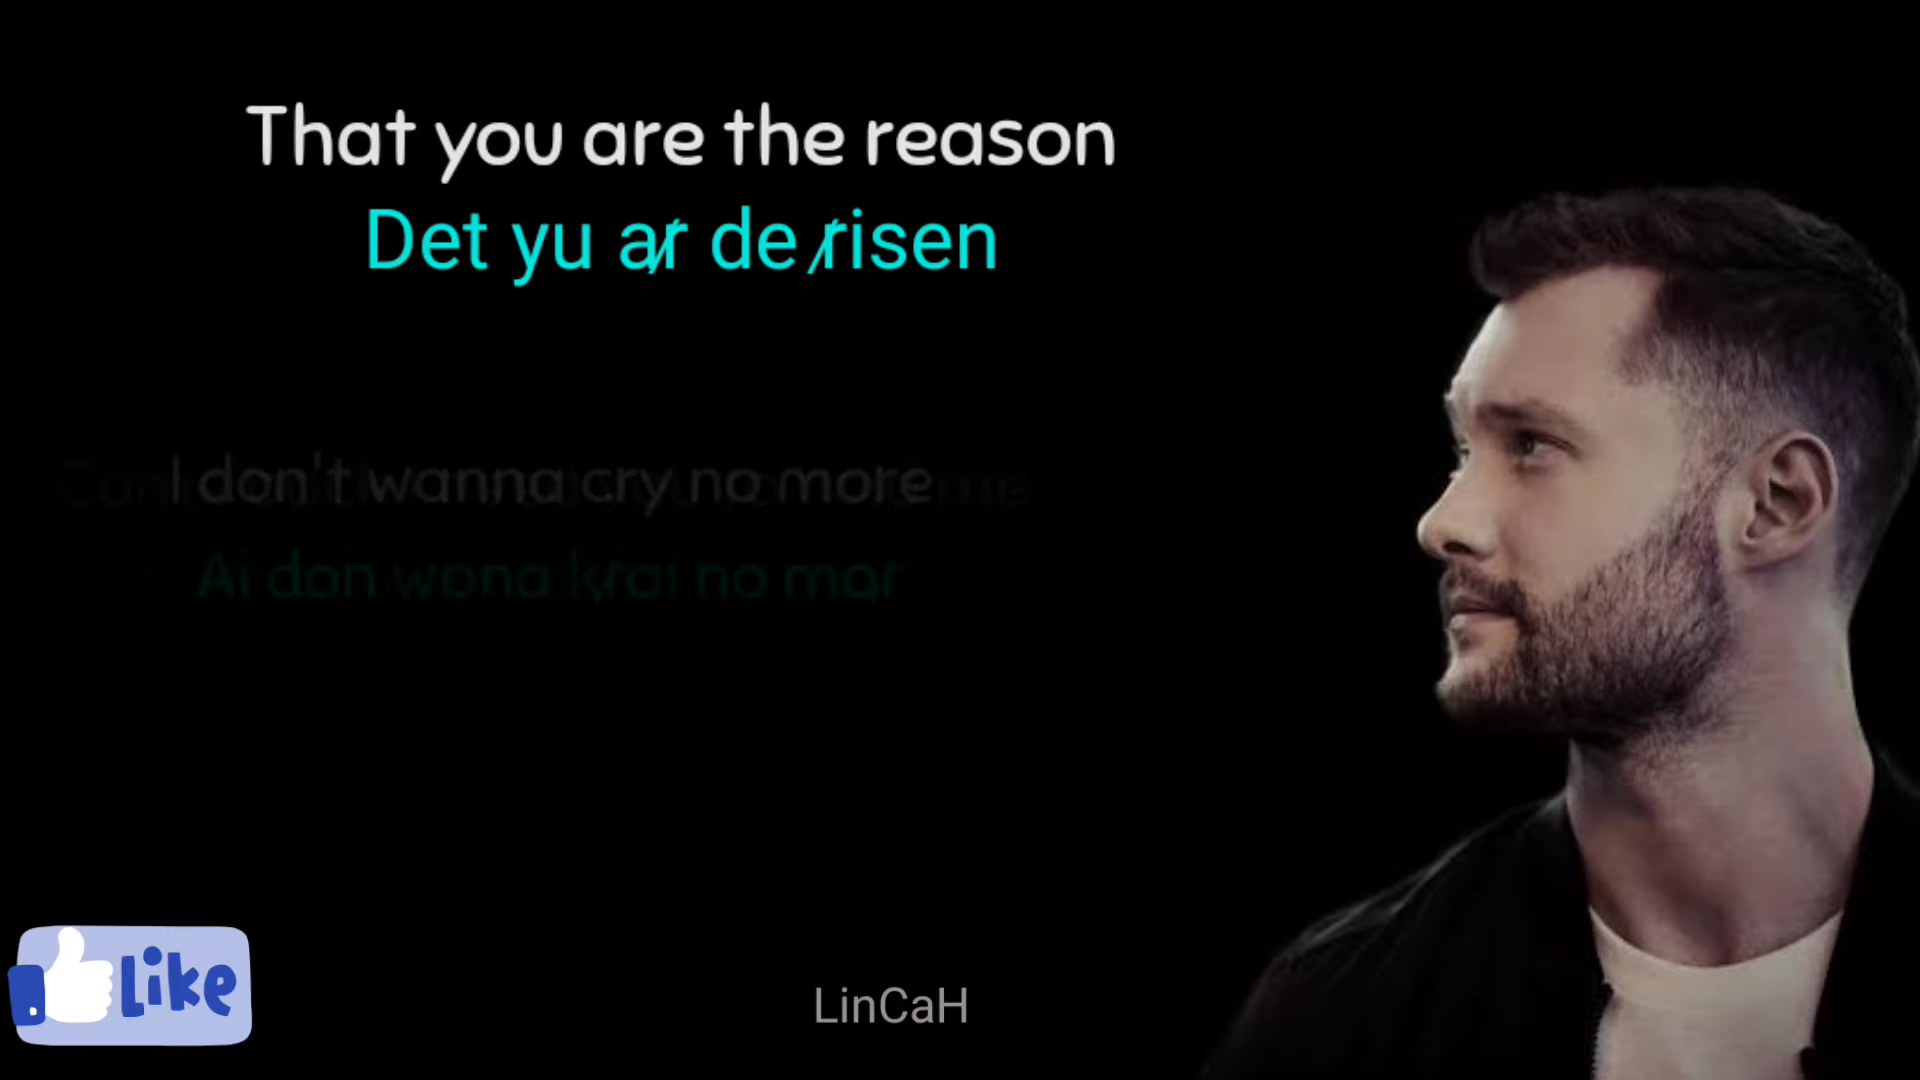 That you are the reason
Det yu ar de risen
I don't wanna cry no more
Ai don wona krai no mor
Like
LinCaH